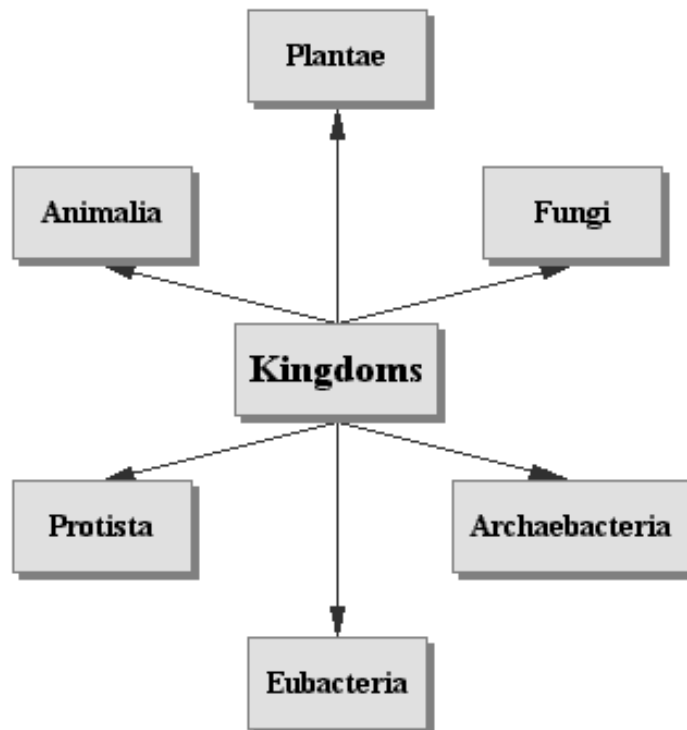 Plantae
Animalia
Fungi
Kingdoms
Protista
Archaebacteria
Eubacteria